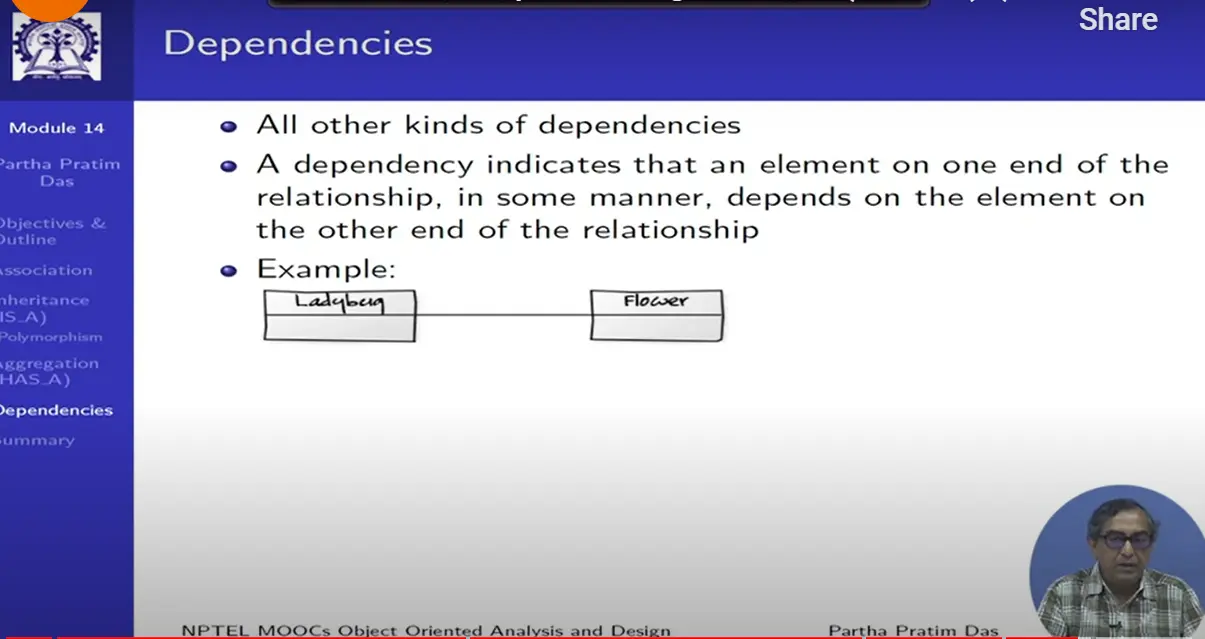 Share
Dependencies
Module 14
Partha Pratim
Das
Objectives &
Outline
Association
Inheritance
(IS_A)
Polymorphism
Aggregation
(HAS_A)
Dependencies
Summary
All other kinds of dependencies
A dependency indicates that an element on one end of the
relationship, in some manner, depends on the element on
the other end of the relationship
Example:
Ladybug
Flower
NPTEL MOOCs Object Oriented Analysis and Design
Partha Pratim Das